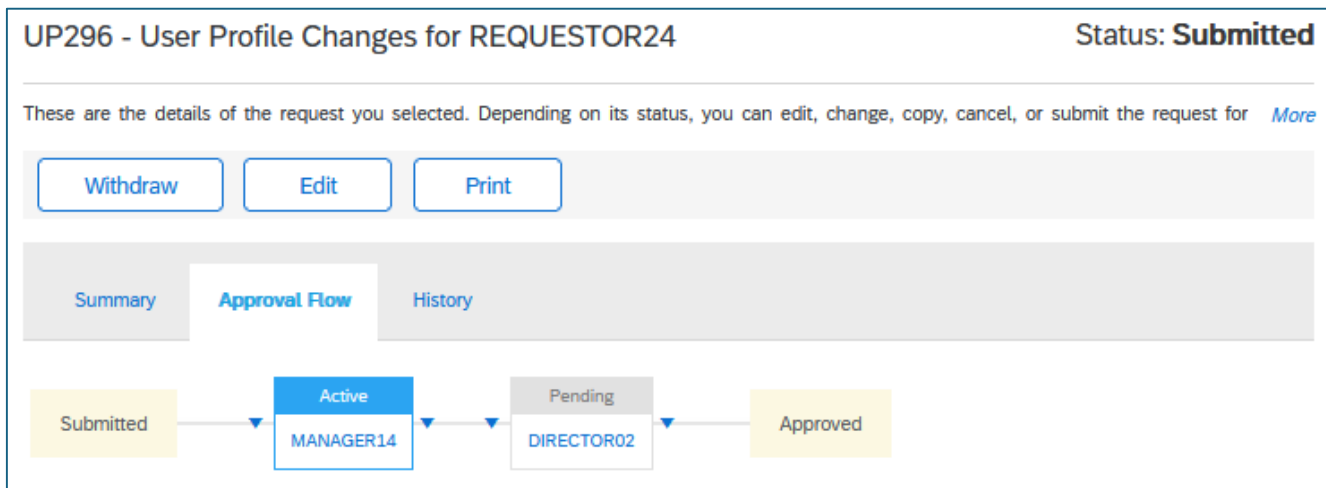 UP296 - User Profile Changes for REQUESTOR24
Status: Submitted
These are the details of the request you selected. Depending on its status, you can edit, change, copy, cancel, or submit the request for More
Withdraw Edit Print
Summary Approval Flow History
Active Pending
Submitted MANAGER14 DIRECTOR02 Approved